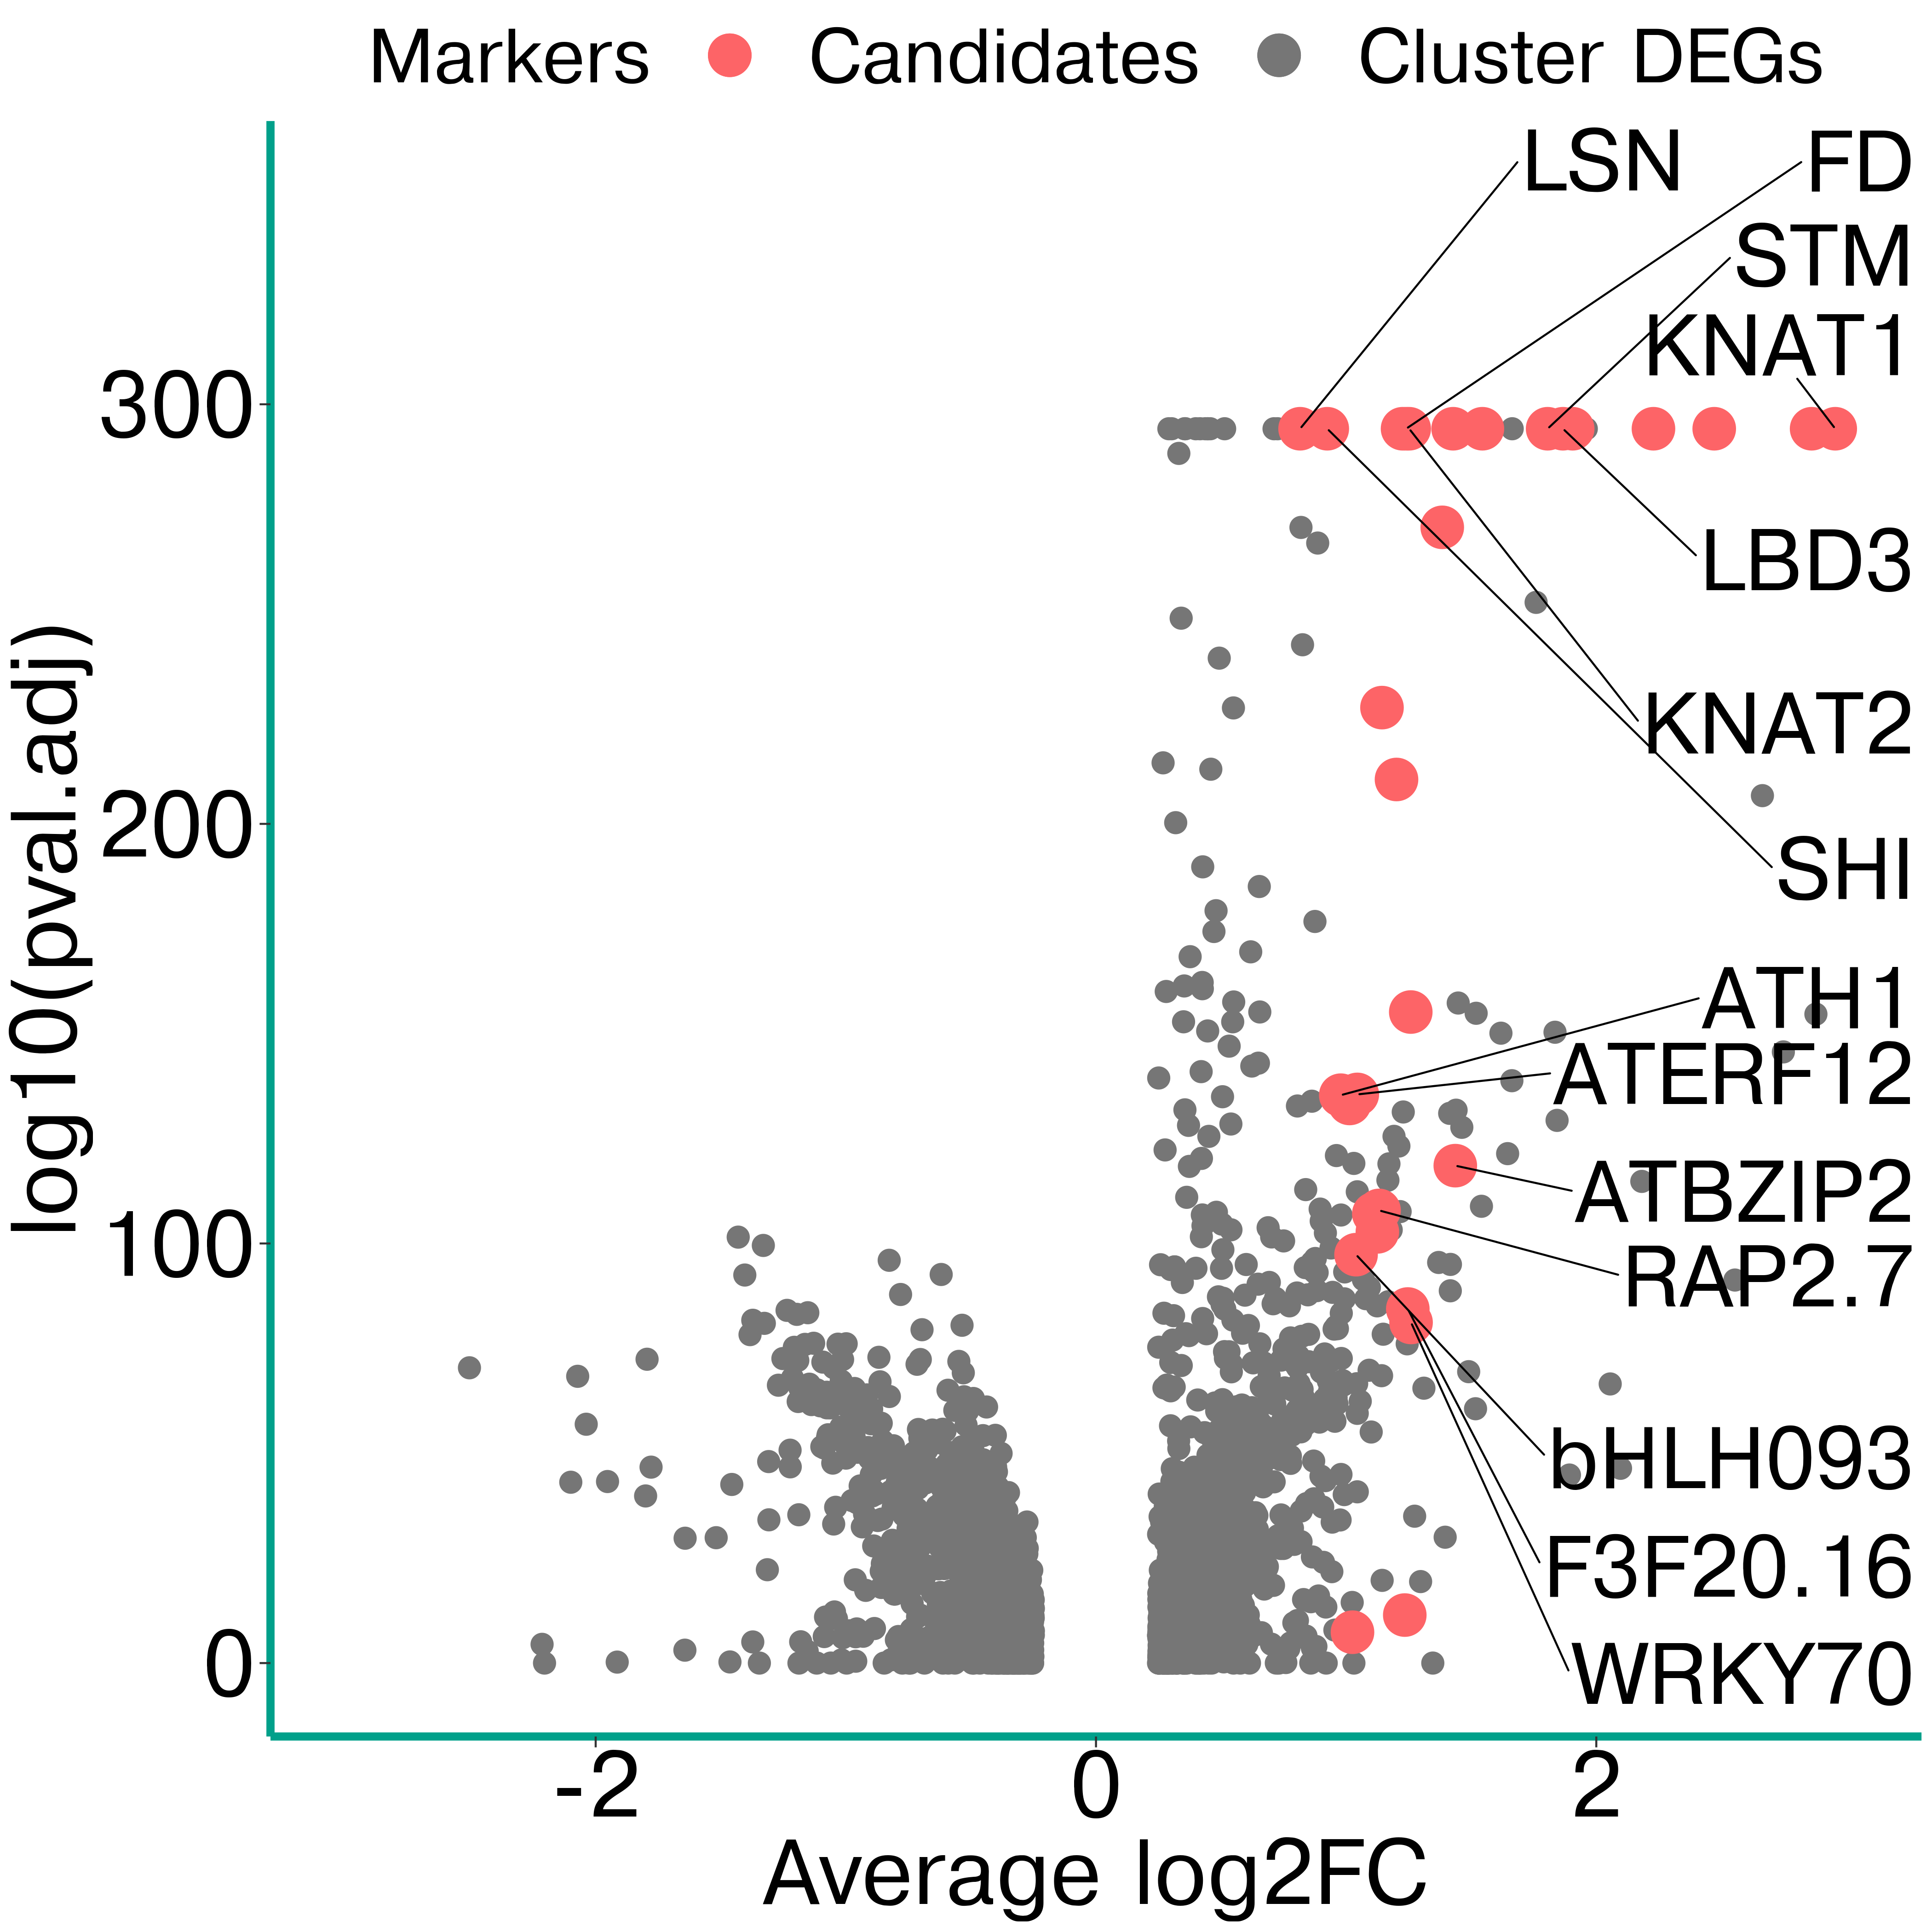 Markers Candidates Cluster DEGs
LSN
FD
STM
KNAT1
LBD3
KNAT2
SHI
ATH1
ATERF12
ATBZIP2
RAP2.7
bHLH093
F3F20.16
WRKY70
log10(pval.adj)
300
200
100
0
-2 0 2
Average log2FC